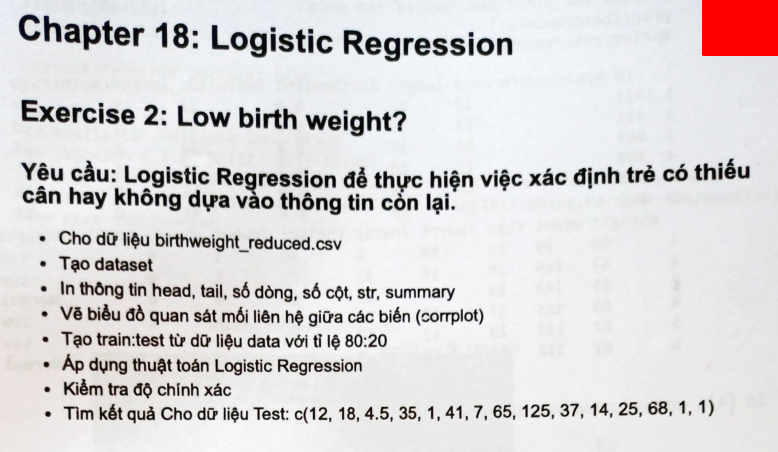 Chapter 18: Logistic Regression
Exercise 2: Low birth weight?
Yêu cầu: Logistic Regression để thực hiện việc xác định trẻ có thiếu
cân hay không dựa vào thông tin còn lại.
• Cho dữ liệu birthweight_reduced.csv
• Tạo dataset
• In thông tin head, tail, số dòng, số cột, str, summary
• Vẽ biểu đồ quan sát mối liên hệ giữa các biến (corrplot)
• Tạo train:test từ dữ liệu data với tỉ lệ 80:20
• Áp dụng thuật toán Logistic Regression
• Kiểm tra độ chính xác
• Tìm kết quả Cho dữ liệu Test: c(12, 18, 4.5, 35, 1, 41, 7, 65, 125, 37, 14, 25, 68, 1, 1)